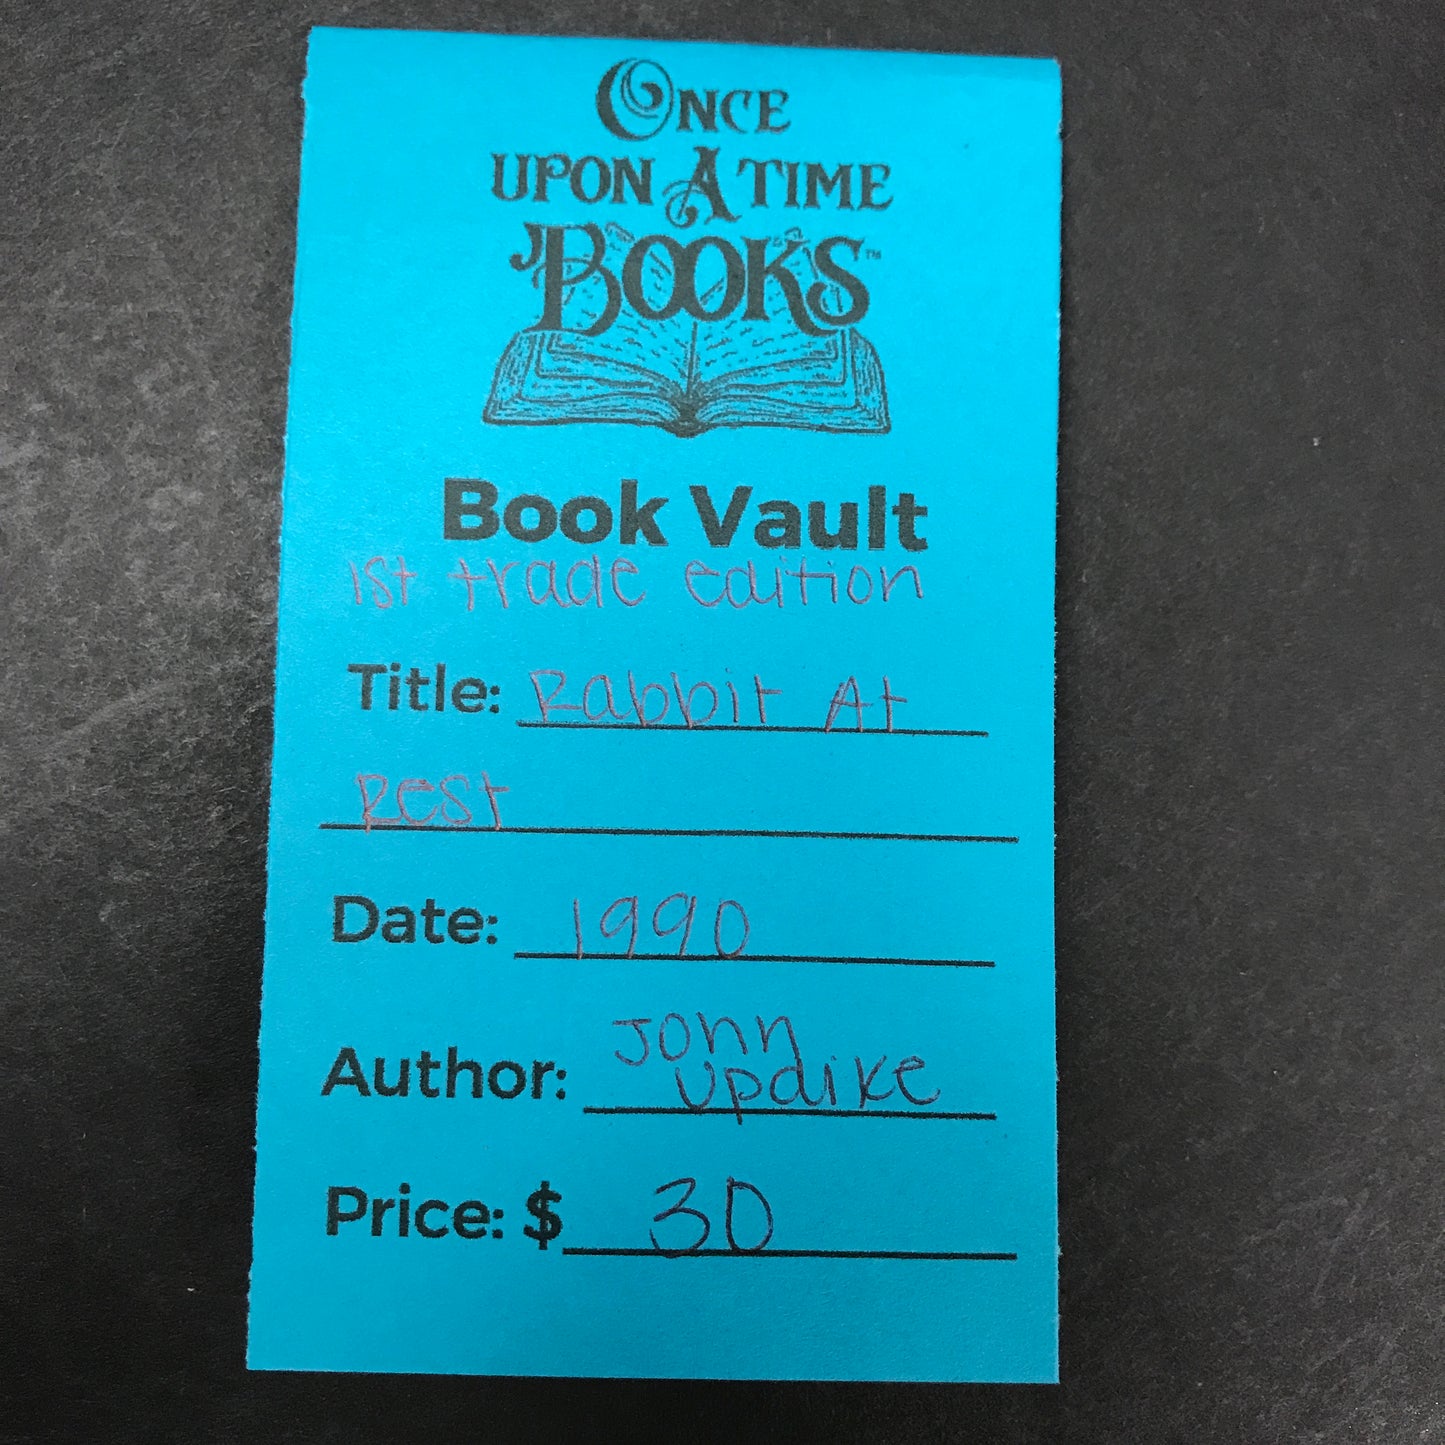 ONCE
UPON A TIME
BOOKS™
Book Vault
1st trade edition
Title: Rabbit At
Rest
Date: 1990
Author: John
Updike
Price: $ 30